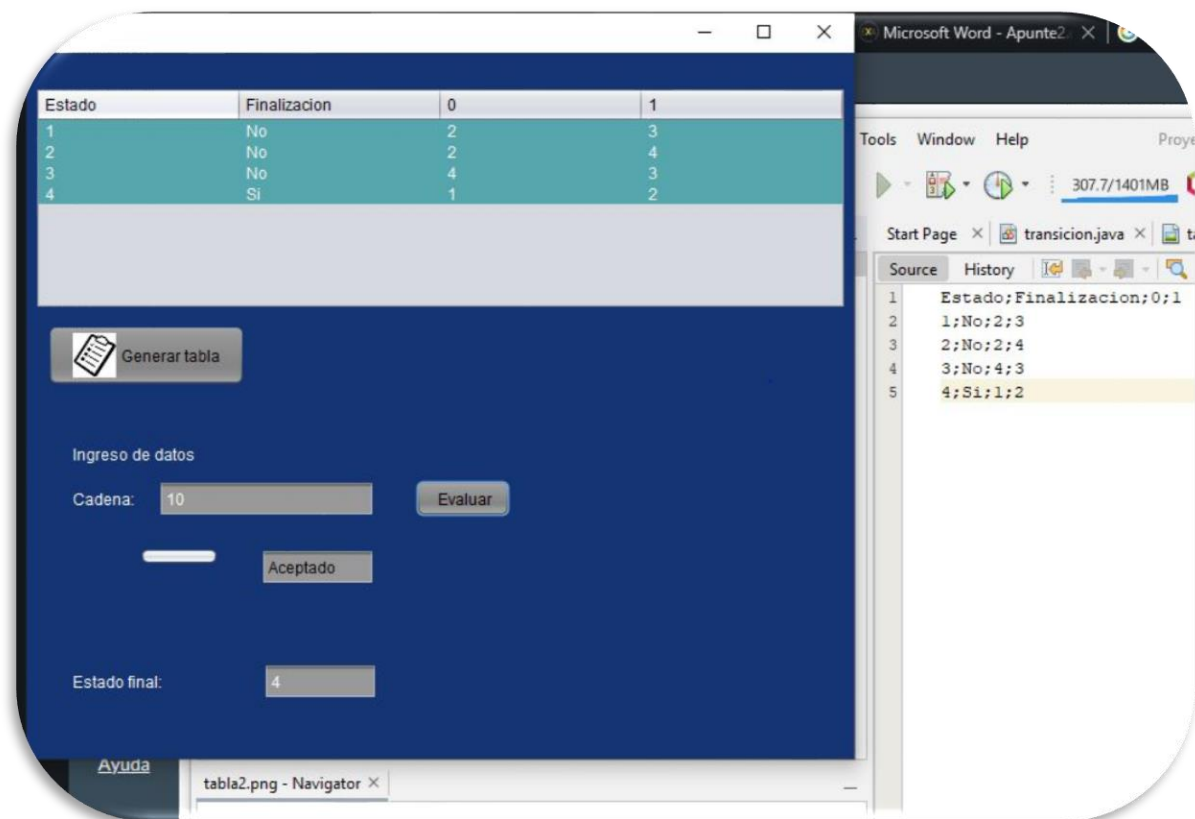 Microsoft Word - Apunte2.
Estado Finalizacion 0 1
1 No 2 3
2 No 2 4
3 No 4 3
4 Si 1 2
Generar tabla
Ingreso de datos
Cadena: 10 Evaluar
Aceptado
Estado final: 4
Ayuda
tabla2.png - Navigator
Tools Window Help
307.7/1401MB
Start Page transicion.java
Source History
1 Estado;Finalizacion;0;1
2 1;No;2;3
3 2;No;2;4
4 3;No;4;3
5 4;Si;1;2